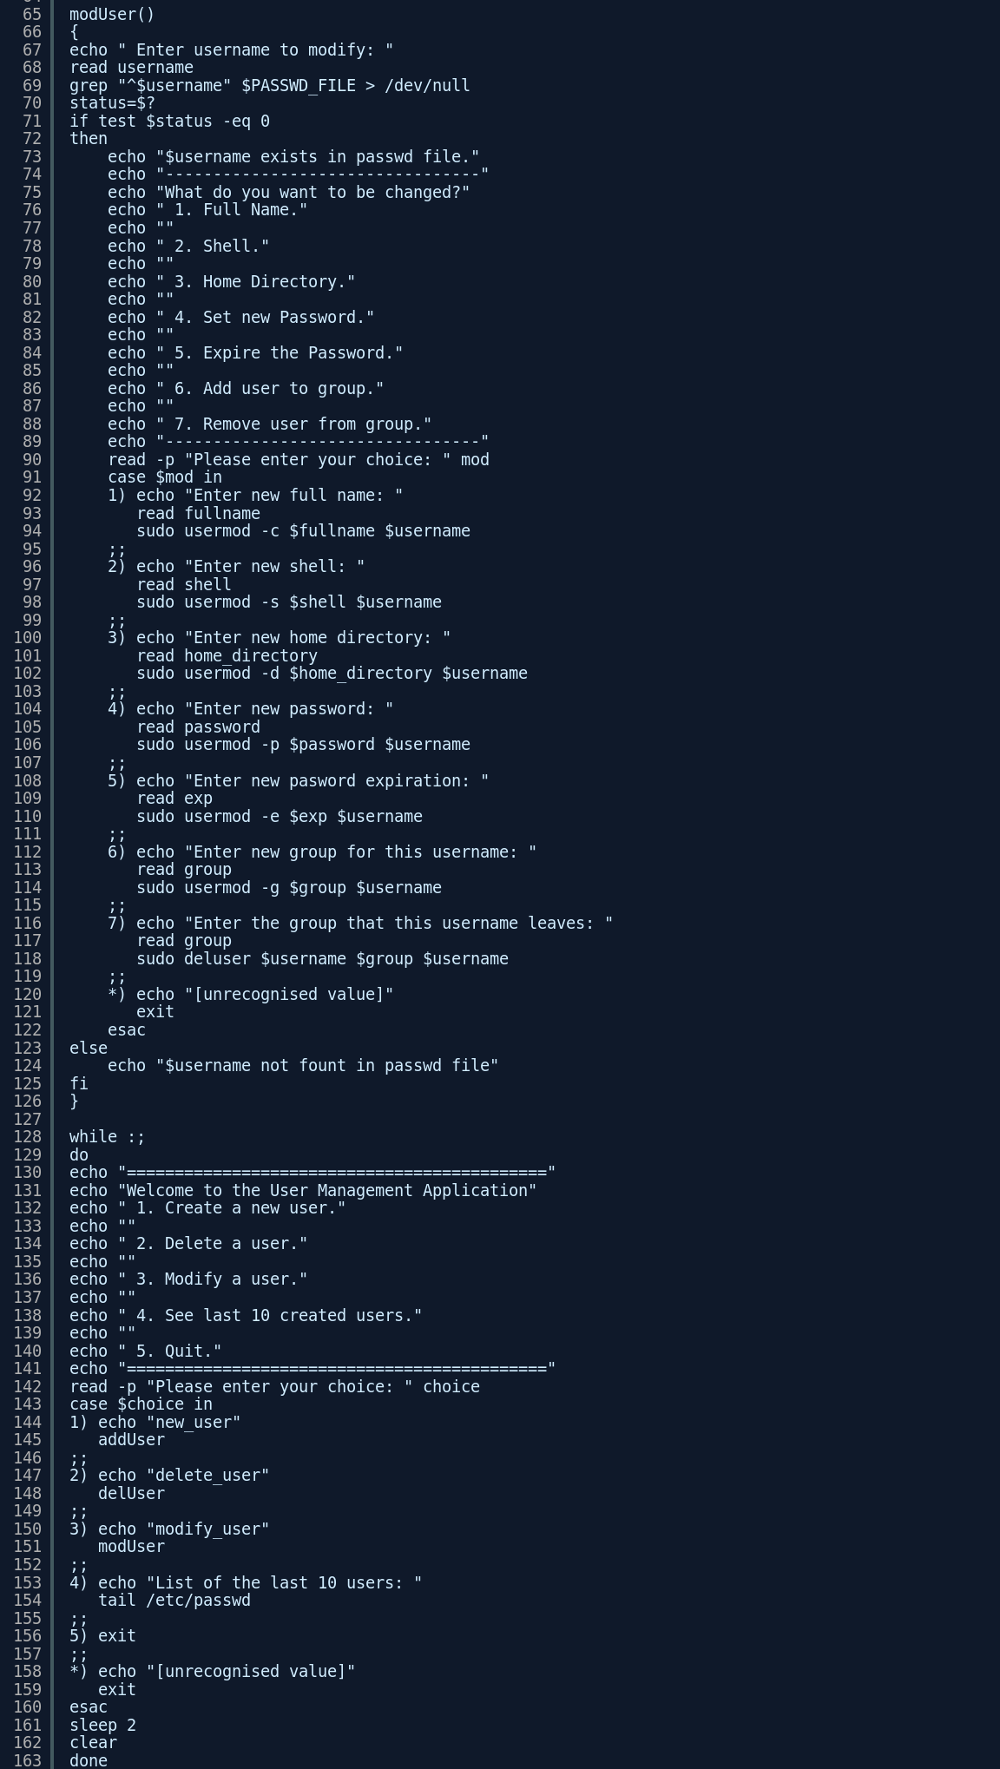 65 modUser()
66 {
67 echo " Enter username to modify: "
68 read username
69 grep "^$username" $PASSWD_FILE > /dev/null
70 status=$?
71 if test $status -eq 0
72 then
73     echo "$username exists in passwd file."
74     echo "---------------------------------"
75     echo "What do you want to be changed?"
76     echo " 1. Full Name."
77     echo ""
78     echo " 2. Shell."
79     echo ""
80     echo " 3. Home Directory."
81     echo ""
82     echo " 4. Set new Password."
83     echo ""
84     echo " 5. Expire the Password."
85     echo ""
86     echo " 6. Add user to group."
87     echo ""
88     echo " 7. Remove user from group."
89     echo "---------------------------------"
90     read -p "Please enter your choice: " mod
91     case $mod in
92     1) echo "Enter new full name: "
93        read fullname
94        sudo usermod -c $fullname $username
95     ;;
96     2) echo "Enter new shell: "
97        read shell
98        sudo usermod -s $shell $username
99     ;;
100     3) echo "Enter new home directory: "
101        read home_directory
102        sudo usermod -d $home_directory $username
103     ;;
104     4) echo "Enter new password: "
105        read password
106        sudo usermod -p $password $username
107     ;;
108     5) echo "Enter new pasword expiration: "
109        read exp
110        sudo usermod -e $exp $username
111     ;;
112     6) echo "Enter new group for this username: "
113        read group
114        sudo usermod -g $group $username
115     ;;
116     7) echo "Enter the group that this username leaves: "
117        read group
118        sudo deluser $username $group $username
119     ;;
120     *) echo "[unrecognised value]"
121        exit
122     esac
123 else
124     echo "$username not fount in passwd file"
125 fi
126 }
127
128 while :;
129 do
130 echo "============================================"
131 echo "Welcome to the User Management Application"
132 echo " 1. Create a new user."
133 echo ""
134 echo " 2. Delete a user."
135 echo ""
136 echo " 3. Modify a user."
137 echo ""
138 echo " 4. See last 10 created users."
139 echo ""
140 echo " 5. Quit."
141 echo "============================================"
142 read -p "Please enter your choice: " choice
143 case $choice in
144 1) echo "new_user"
145    addUser
146 ;;
147 2) echo "delete_user"
148    delUser
149 ;;
150 3) echo "modify_user"
151    modUser
152 ;;
153 4) echo "List of the last 10 users: "
154    tail /etc/passwd
155 ;;
156 5) exit
157 ;;
158 *) echo "[unrecognised value]"
159    exit
160 esac
161 sleep 2
162 clear
163 done